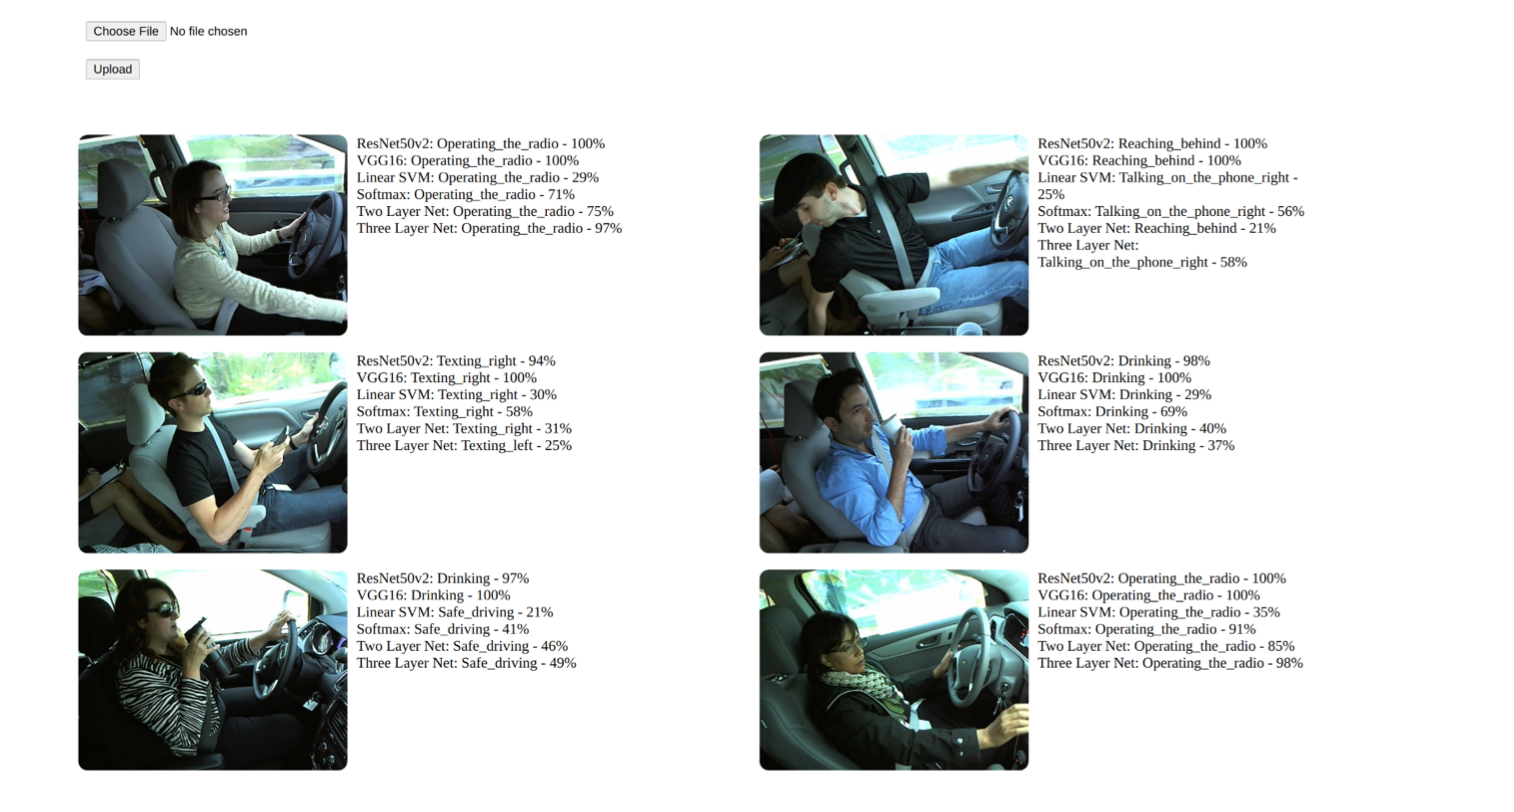 Choose File No file chosen
Upload
ResNet50v2: Operating_the_radio - 100%
VGG16: Operating_the_radio - 100%
Linear SVM: Operating_the_radio - 29%
Softmax: Operating_the_radio - 71%
Two Layer Net: Operating_the_radio - 75%
Three Layer Net: Operating_the_radio - 97%
ResNet50v2: Reaching_behind - 100%
VGG16: Reaching_behind - 100%
Linear SVM: Talking_on_the_phone_right -
25%
Softmax: Talking_on_the_phone_right - 56%
Two Layer Net: Reaching_behind - 21%
Three Layer Net:
Talking_on_the_phone_right - 58%
ResNet50v2: Texting_right - 94%
VGG16: Texting_right - 100%
Linear SVM: Texting_right - 30%
Softmax: Texting_right - 58%
Two Layer Net: Texting_right - 31%
Three Layer Net: Texting_left - 25%
ResNet50v2: Drinking - 98%
VGG16: Drinking - 100%
Linear SVM: Drinking - 29%
Softmax: Drinking - 69%
Two Layer Net: Drinking - 40%
Three Layer Net: Drinking - 37%
ResNet50v2: Drinking - 97%
VGG16: Drinking - 100%
Linear SVM: Safe_driving - 21%
Softmax: Safe_driving - 41%
Two Layer Net: Safe_driving - 46%
Three Layer Net: Safe_driving - 49%
ResNet50v2: Operating_the_radio - 100%
VGG16: Operating_the_radio - 100%
Linear SVM: Operating_the_radio - 35%
Softmax: Operating_the_radio - 91%
Two Layer Net: Operating_the_radio - 85%
Three Layer Net: Operating_the_radio - 98%